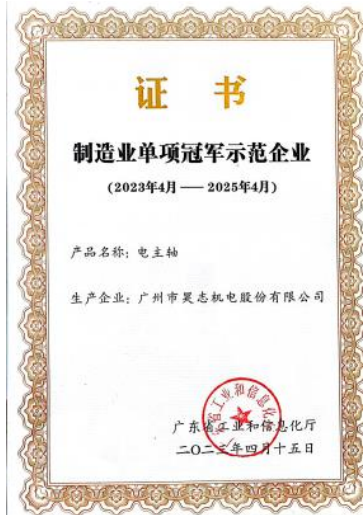 证 书
制造业单项冠军示范企业
(2023年4月——2025年4月)
产品名称：电主轴
生产企业：广州市昊志机电股份有限公司
广东省工业和信息化厅
二〇二三年四月十五日